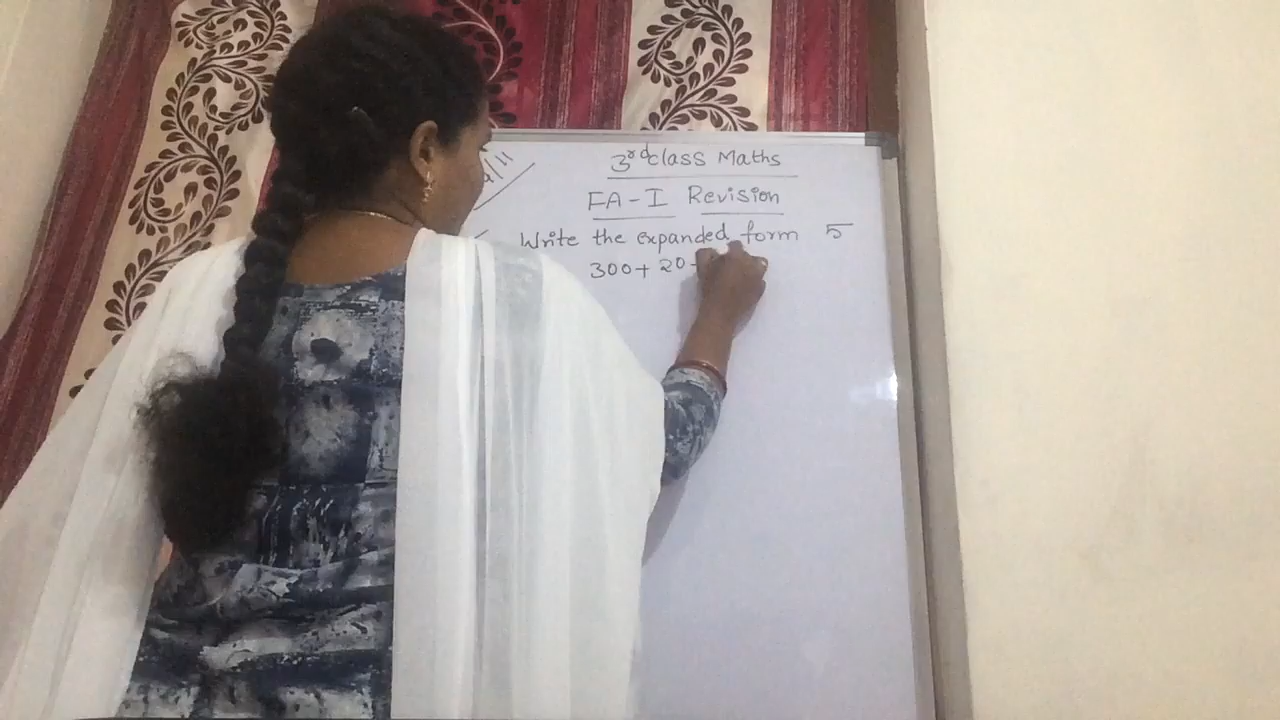 3rd class Maths
FA-I Revision
Write the expanded form 5
300+ 20